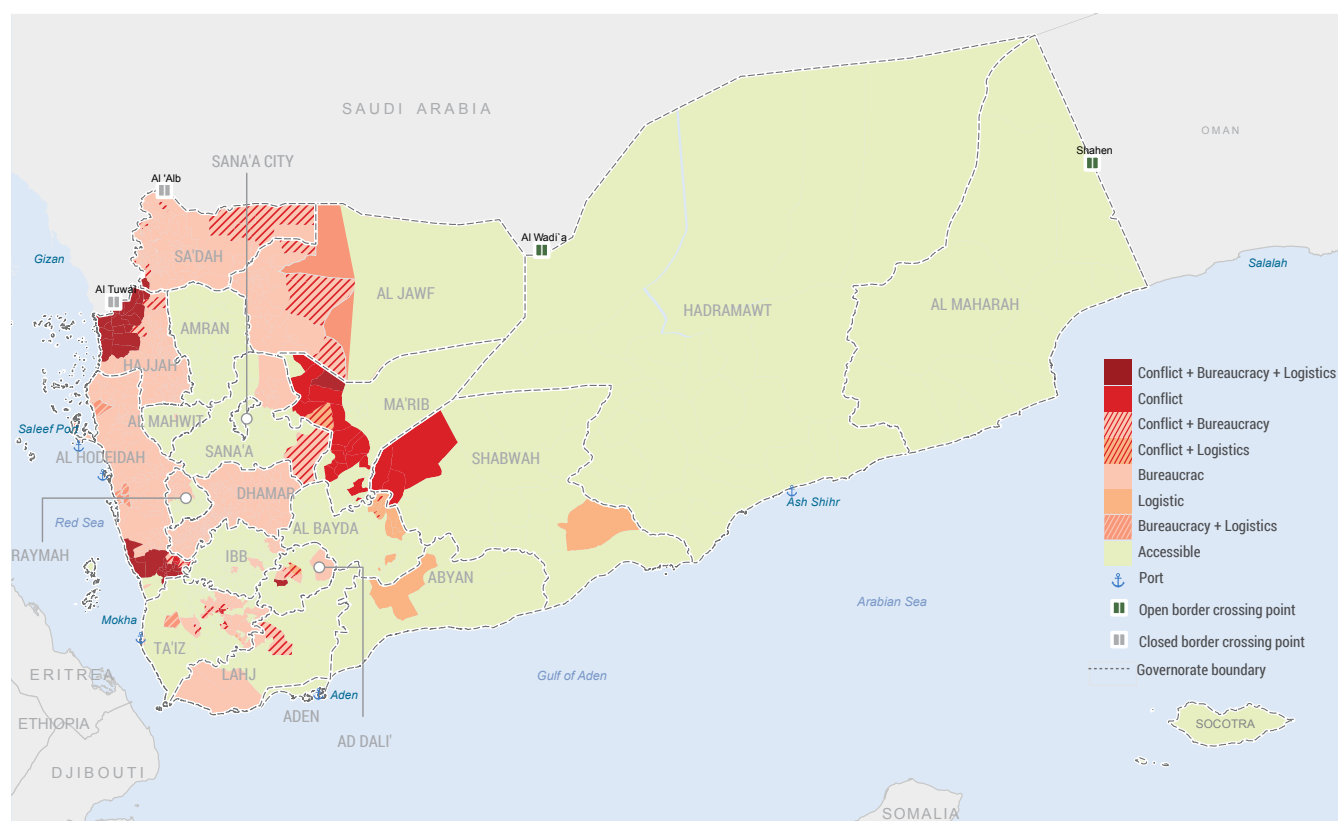 SAUDI ARABIA
OMAN
SANA'A CITY
Shahen
Al 'Alb
Al Wadi`a
Gizan
SA'DAH
Salalah
Al Tuwal
AL JAWF
HADRAMAWT
AL MAHARAH
AMRAN
HAJJAH
MA'RIB
AL MAHWIT
Saleef Port
SANA'A
AL HODEIDAH
SHABWAH
DHAMAR
Ash Shihr
Red Sea
AL BAYDA
RAYMAH
IBB
ABYAN
Arabian Sea
Mokha
TA'IZ
LAHJ
ERITREA
Gulf of Aden
Aden
ADEN
ETHIOPIA
AD DALI'
SOCOTRA
DJIBOUTI
SOMALIA
Conflict + Bureaucracy + Logistics
Conflict
Conflict + Bureaucracy
Conflict + Logistics
Bureaucrac
Logistic
Bureaucracy + Logistics
Accessible
Port
Open border crossing point
Closed border crossing point
Governorate boundary